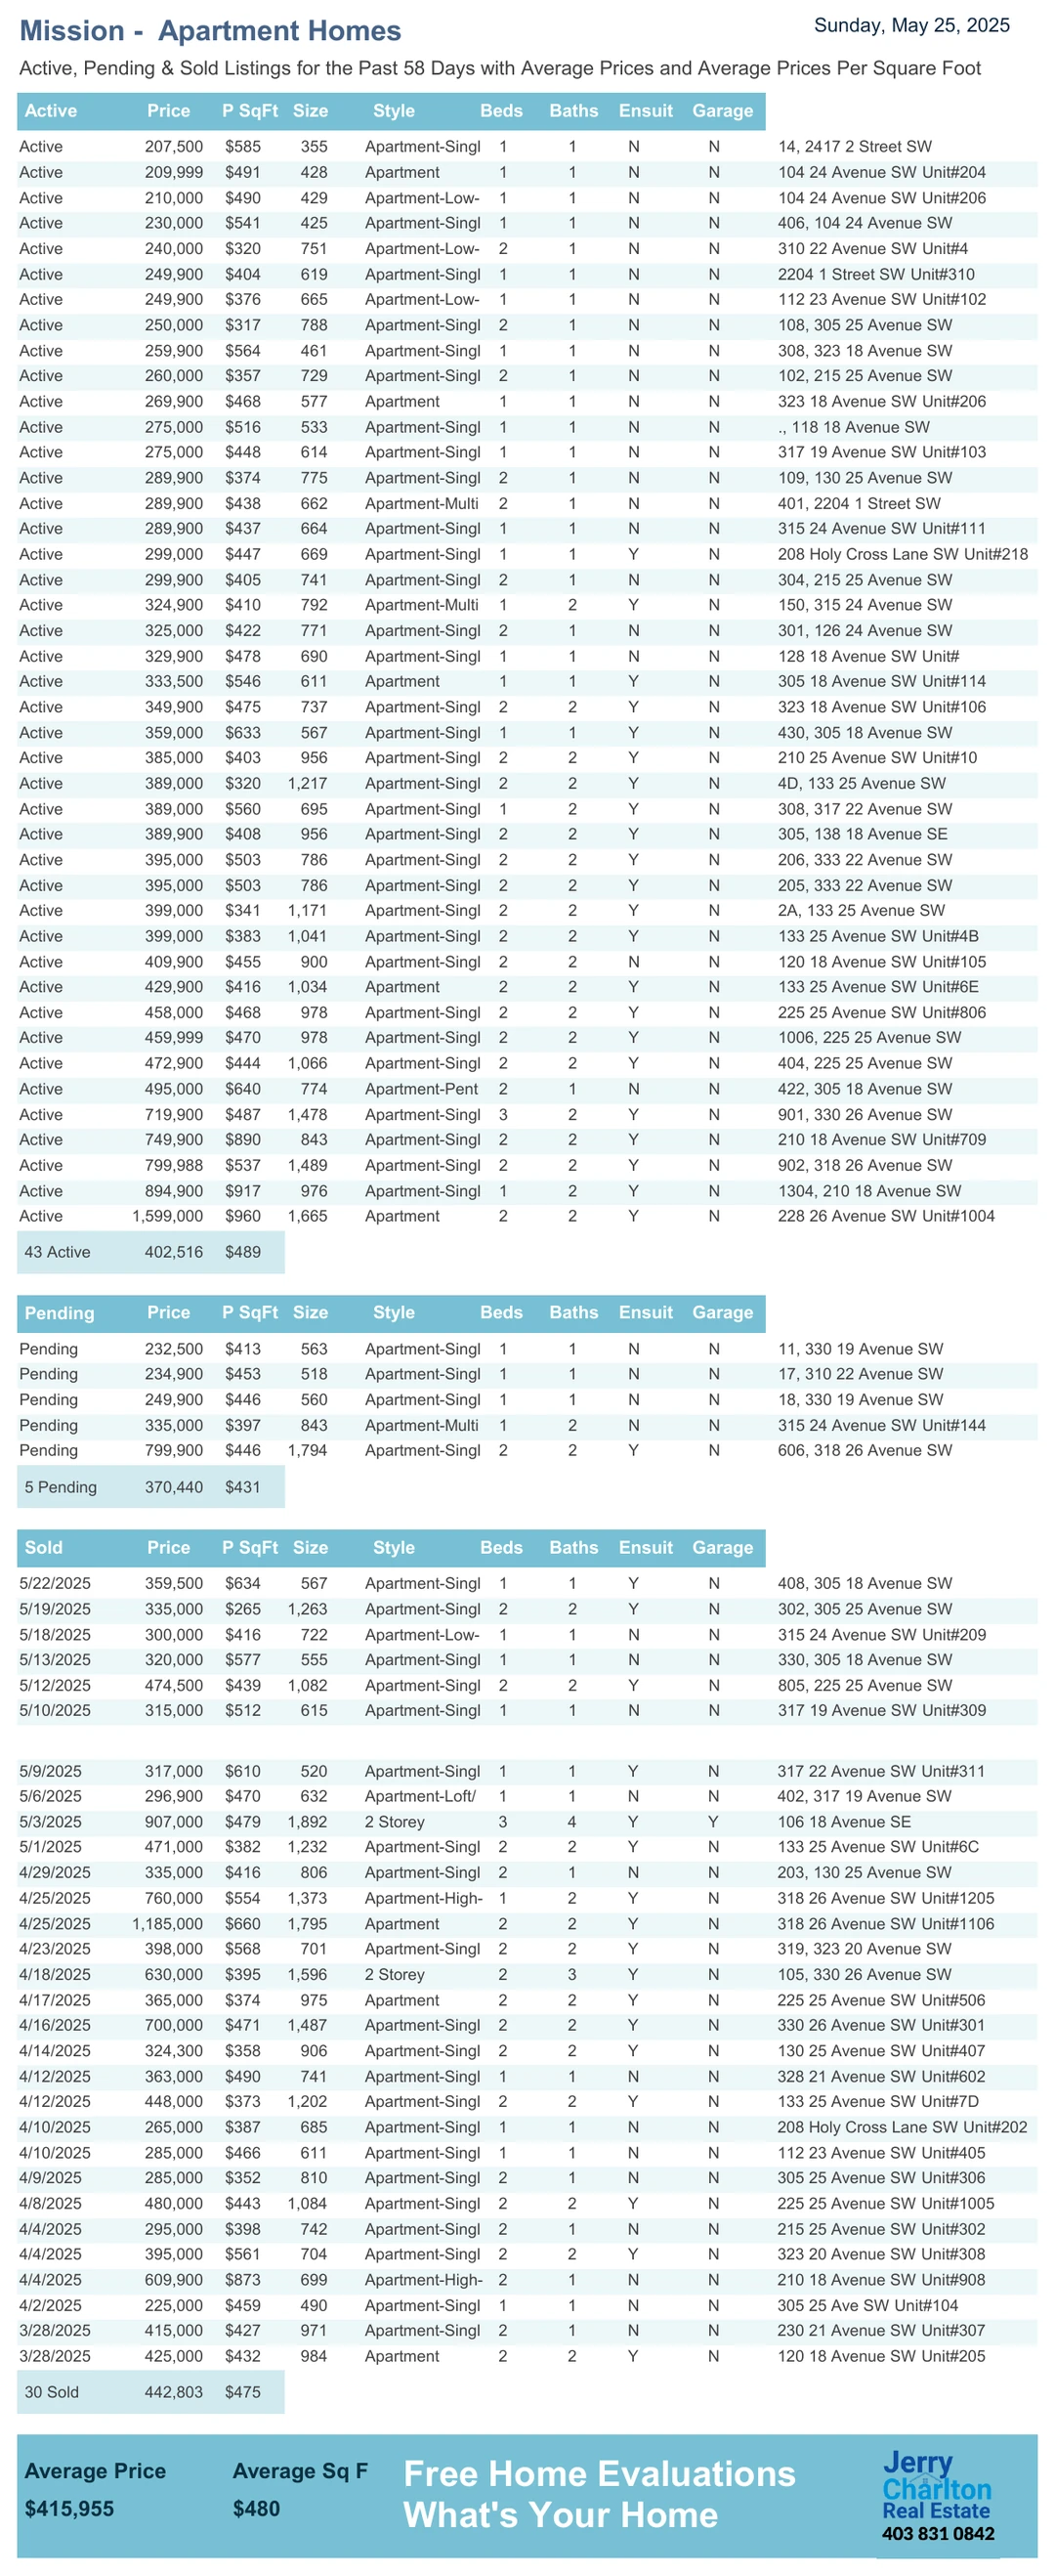 Mission -  Apartment Homes
Sunday, May 25, 2025
Active, Pending & Sold Listings for the Past 58 Days with Average Prices and Average Prices Per Square Foot
Active Price P SqFt Size Style Beds Baths Ensuit Garage
Active 207,500 $585 355 Apartment-Singl 1 1 N N 14, 2417 2 Street SW
Active 209,999 $491 428 Apartment 1 1 N N 104 24 Avenue SW Unit#204
Active 210,000 $490 429 Apartment-Low- 1 1 N N 104 24 Avenue SW Unit#206
Active 230,000 $541 425 Apartment-Singl 1 1 N N 406, 104 24 Avenue SW
Active 240,000 $320 751 Apartment-Low- 2 1 N N 310 22 Avenue SW Unit#4
Active 249,900 $404 619 Apartment-Singl 1 1 N N 2204 1 Street SW Unit#310
Active 249,900 $376 665 Apartment-Low- 1 1 N N 112 23 Avenue SW Unit#102
Active 250,000 $317 788 Apartment-Singl 2 1 N N 108, 305 25 Avenue SW
Active 259,900 $564 461 Apartment-Singl 1 1 N N 308, 323 18 Avenue SW
Active 260,000 $357 729 Apartment-Singl 2 1 N N 102, 215 25 Avenue SW
Active 269,900 $468 577 Apartment 1 1 N N 323 18 Avenue SW Unit#206
Active 275,000 $516 533 Apartment-Singl 1 1 N N ., 118 18 Avenue SW
Active 275,000 $448 614 Apartment-Singl 1 1 N N 317 19 Avenue SW Unit#103
Active 289,900 $374 775 Apartment-Singl 2 1 N N 109, 130 25 Avenue SW
Active 289,900 $438 662 Apartment-Multi 2 1 N N 401, 2204 1 Street SW
Active 289,900 $437 664 Apartment-Singl 1 1 N N 315 24 Avenue SW Unit#111
Active 299,000 $447 669 Apartment-Singl 1 1 Y N 208 Holy Cross Lane SW Unit#218
Active 299,900 $405 741 Apartment-Singl 2 1 N N 304, 215 25 Avenue SW
Active 324,900 $410 792 Apartment-Multi 1 2 Y N 150, 315 24 Avenue SW
Active 325,000 $422 771 Apartment-Singl 2 1 N N 301, 126 24 Avenue SW
Active 329,900 $478 690 Apartment-Singl 1 1 N N 128 18 Avenue SW Unit#
Active 333,500 $546 611 Apartment 1 1 Y N 305 18 Avenue SW Unit#114
Active 349,900 $475 737 Apartment-Singl 2 2 Y N 323 18 Avenue SW Unit#106
Active 359,000 $633 567 Apartment-Singl 1 1 Y N 430, 305 18 Avenue SW
Active 385,000 $403 956 Apartment-Singl 2 2 Y N 210 25 Avenue SW Unit#10
Active 389,000 $320 1,217 Apartment-Singl 2 2 Y N 4D, 133 25 Avenue SW
Active 389,000 $560 695 Apartment-Singl 1 2 Y N 308, 317 22 Avenue SW
Active 389,900 $408 956 Apartment-Singl 2 2 Y N 305, 138 18 Avenue SE
Active 395,000 $503 786 Apartment-Singl 2 2 Y N 206, 333 22 Avenue SW
Active 395,000 $503 786 Apartment-Singl 2 2 Y N 205, 333 22 Avenue SW
Active 399,000 $341 1,171 Apartment-Singl 2 2 Y N 2A, 133 25 Avenue SW
Active 399,000 $383 1,041 Apartment-Singl 2 2 Y N 133 25 Avenue SW Unit#4B
Active 409,900 $455 900 Apartment-Singl 2 2 N N 120 18 Avenue SW Unit#105
Active 429,900 $416 1,034 Apartment 2 2 Y N 133 25 Avenue SW Unit#6E
Active 458,000 $468 978 Apartment-Singl 2 2 Y N 225 25 Avenue SW Unit#806
Active 459,999 $470 978 Apartment-Singl 2 2 Y N 1006, 225 25 Avenue SW
Active 472,900 $444 1,066 Apartment-Singl 2 2 Y N 404, 225 25 Avenue SW
Active 495,000 $640 774 Apartment-Pent 2 1 N N 422, 305 18 Avenue SW
Active 719,900 $487 1,478 Apartment-Singl 3 2 Y N 901, 330 26 Avenue SW
Active 749,900 $890 843 Apartment-Singl 2 2 Y N 210 18 Avenue SW Unit#709
Active 799,988 $537 1,489 Apartment-Singl 2 2 Y N 902, 318 26 Avenue SW
Active 894,900 $917 976 Apartment-Singl 1 2 Y N 1304, 210 18 Avenue SW
Active 1,599,000 $960 1,665 Apartment 2 2 Y N 228 26 Avenue SW Unit#1004
43 Active 402,516 $489
Pending Price P SqFt Size Style Beds Baths Ensuit Garage
Pending 232,500 $413 563 Apartment-Singl 1 1 N N 11, 330 19 Avenue SW
Pending 234,900 $453 518 Apartment-Singl 1 1 N N 17, 310 22 Avenue SW
Pending 249,900 $446 560 Apartment-Singl 1 1 N N 18, 330 19 Avenue SW
Pending 335,000 $397 843 Apartment-Multi 1 2 N N 315 24 Avenue SW Unit#144
Pending 799,900 $446 1,794 Apartment-Singl 2 2 Y N 606, 318 26 Avenue SW
5 Pending 370,440 $431
Sold Price P SqFt Size Style Beds Baths Ensuit Garage
5/22/2025 359,500 $634 567 Apartment-Singl 1 1 Y N 408, 305 18 Avenue SW
5/19/2025 335,000 $265 1,263 Apartment-Singl 2 2 Y N 302, 305 25 Avenue SW
5/18/2025 300,000 $416 722 Apartment-Low- 1 1 N N 315 24 Avenue SW Unit#209
5/13/2025 320,000 $577 555 Apartment-Singl 1 1 N N 330, 305 18 Avenue SW
5/12/2025 474,500 $439 1,082 Apartment-Singl 2 2 Y N 805, 225 25 Avenue SW
5/10/2025 315,000 $512 615 Apartment-Singl 1 1 N N 317 19 Avenue SW Unit#309
5/9/2025 317,000 $610 520 Apartment-Singl 1 1 Y N 317 22 Avenue SW Unit#311
5/6/2025 296,900 $470 632 Apartment-Loft/ 1 1 N N 402, 317 19 Avenue SW
5/3/2025 907,000 $479 1,892 2 Storey 3 4 Y Y 106 18 Avenue SE
5/1/2025 471,000 $382 1,232 Apartment-Singl 2 2 Y N 133 25 Avenue SW Unit#6C
4/29/2025 335,000 $416 806 Apartment-Singl 2 1 N N 203, 130 25 Avenue SW
4/25/2025 760,000 $554 1,373 Apartment-High- 1 2 Y N 318 26 Avenue SW Unit#1205
4/25/2025 1,185,000 $660 1,795 Apartment 2 2 Y N 318 26 Avenue SW Unit#1106
4/23/2025 398,000 $568 701 Apartment-Singl 2 2 Y N 319, 323 20 Avenue SW
4/18/2025 630,000 $395 1,596 2 Storey 2 3 Y N 105, 330 26 Avenue SW
4/17/2025 365,000 $374 975 Apartment 2 2 Y N 225 25 Avenue SW Unit#506
4/16/2025 700,000 $471 1,487 Apartment-Singl 2 2 Y N 330 26 Avenue SW Unit#301
4/14/2025 324,300 $358 906 Apartment-Singl 2 2 Y N 130 25 Avenue SW Unit#407
4/12/2025 363,000 $490 741 Apartment-Singl 1 1 N N 328 21 Avenue SW Unit#602
4/12/2025 448,000 $373 1,202 Apartment-Singl 2 2 Y N 133 25 Avenue SW Unit#7D
4/10/2025 265,000 $387 685 Apartment-Singl 1 1 N N 208 Holy Cross Lane SW Unit#202
4/10/2025 285,000 $466 611 Apartment-Singl 1 1 N N 112 23 Avenue SW Unit#405
4/9/2025 285,000 $352 810 Apartment-Singl 2 1 N N 305 25 Avenue SW Unit#306
4/8/2025 480,000 $443 1,084 Apartment-Singl 2 2 Y N 225 25 Avenue SW Unit#1005
4/4/2025 295,000 $398 742 Apartment-Singl 2 1 N N 215 25 Avenue SW Unit#302
4/4/2025 395,000 $561 704 Apartment-Singl 2 2 Y N 323 20 Avenue SW Unit#308
4/4/2025 609,900 $873 699 Apartment-High- 2 1 N N 210 18 Avenue SW Unit#908
4/2/2025 225,000 $459 490 Apartment-Singl 1 1 N N 305 25 Ave SW Unit#104
3/28/2025 415,000 $427 971 Apartment-Singl 2 1 N N 230 21 Avenue SW Unit#307
3/28/2025 425,000 $432 984 Apartment 2 2 Y N 120 18 Avenue SW Unit#205
30 Sold 442,803 $475
Average Price Average Sq F
$415,955 $480
Free Home Evaluations
What's Your Home
Jerry
Charlton
Real Estate
403 831 0842